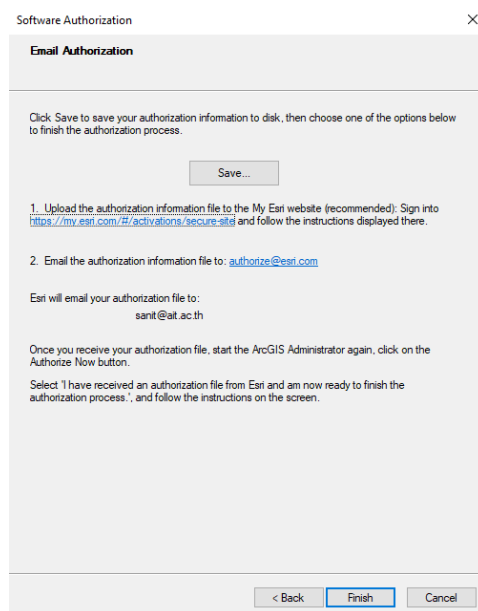 Software Authorization
Email Authorization
Click Save to save your authorization information to disk, then choose one of the options below
to finish the authorization process.
Save...
1. Upload the authorization information file to the My Esri website (recommended): Sign into
https://my.esri.com/#/activations/secure-site and follow the instructions displayed there.
2. Email the authorization information file to: authorize@esri.com
Esri will email your authorization file to:
sanit@ait.ac.th
Once you receive your authorization file, start the ArcGIS Administrator again, click on the
Authorize Now button.
Select 'I have received an authorization file from Esri and am now ready to finish the
authorization process.', and follow the instructions on the screen.
< Back
Finish
Cancel